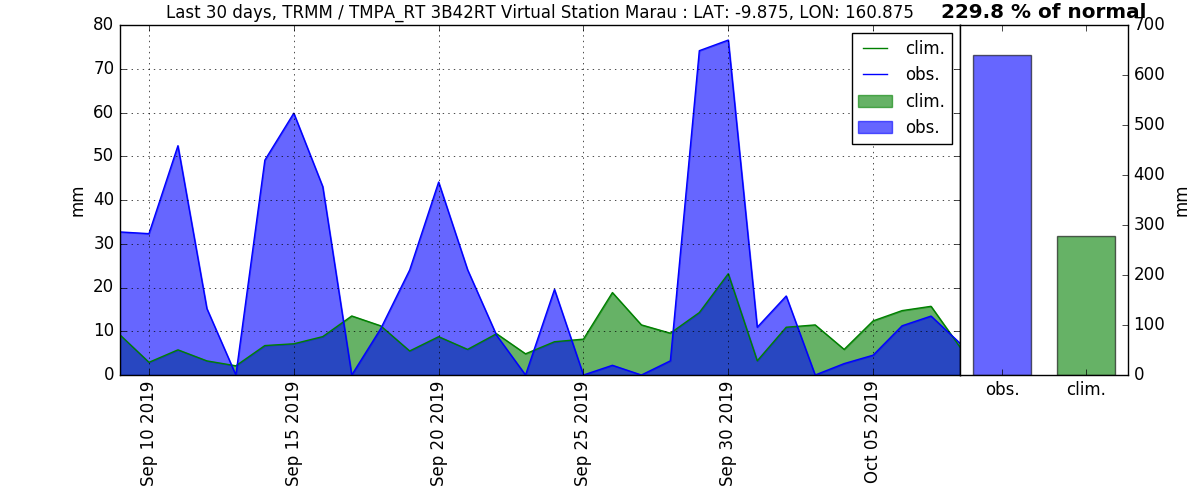 Last 30 days, TRMM / TMPA_RT 3B42RT Virtual Station Marau : LAT: -9.875, LON: 160.875
229.8 % of normal
80
70
60
50
40
30
20
10
0
mm
clim.
obs.
clim.
obs.
Sep 10 2019
Sep 15 2019
Sep 20 2019
Sep 25 2019
Sep 30 2019
Oct 05 2019
700
600
500
400
300
200
100
0
mm
obs.
clim.